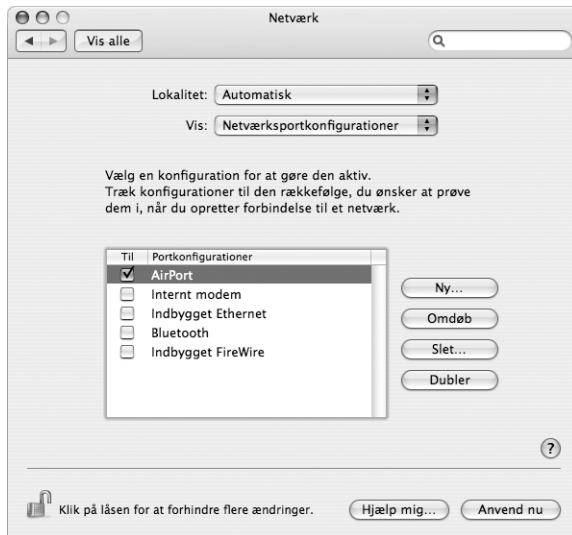 Netværk
Vis alle
Lokalitet: Automatisk
Vis: Netværksportkonfigurationer
Vælg en konfiguration for at gøre den aktiv.
Træk konfigurationer til den rækkefølge, du ønsker at prøve
dem i, når du opretter forbindelse til et netværk.
Til Portkonfigurationer
AirPort
Internt modem
Indbygget Ethernet
Bluetooth
Indbygget FireWire
Ny...
Omdøb
Slet...
Dubler
?
Klik på låsen for at forhindre flere ændringer.
Hjælp mig...
Anvend nu